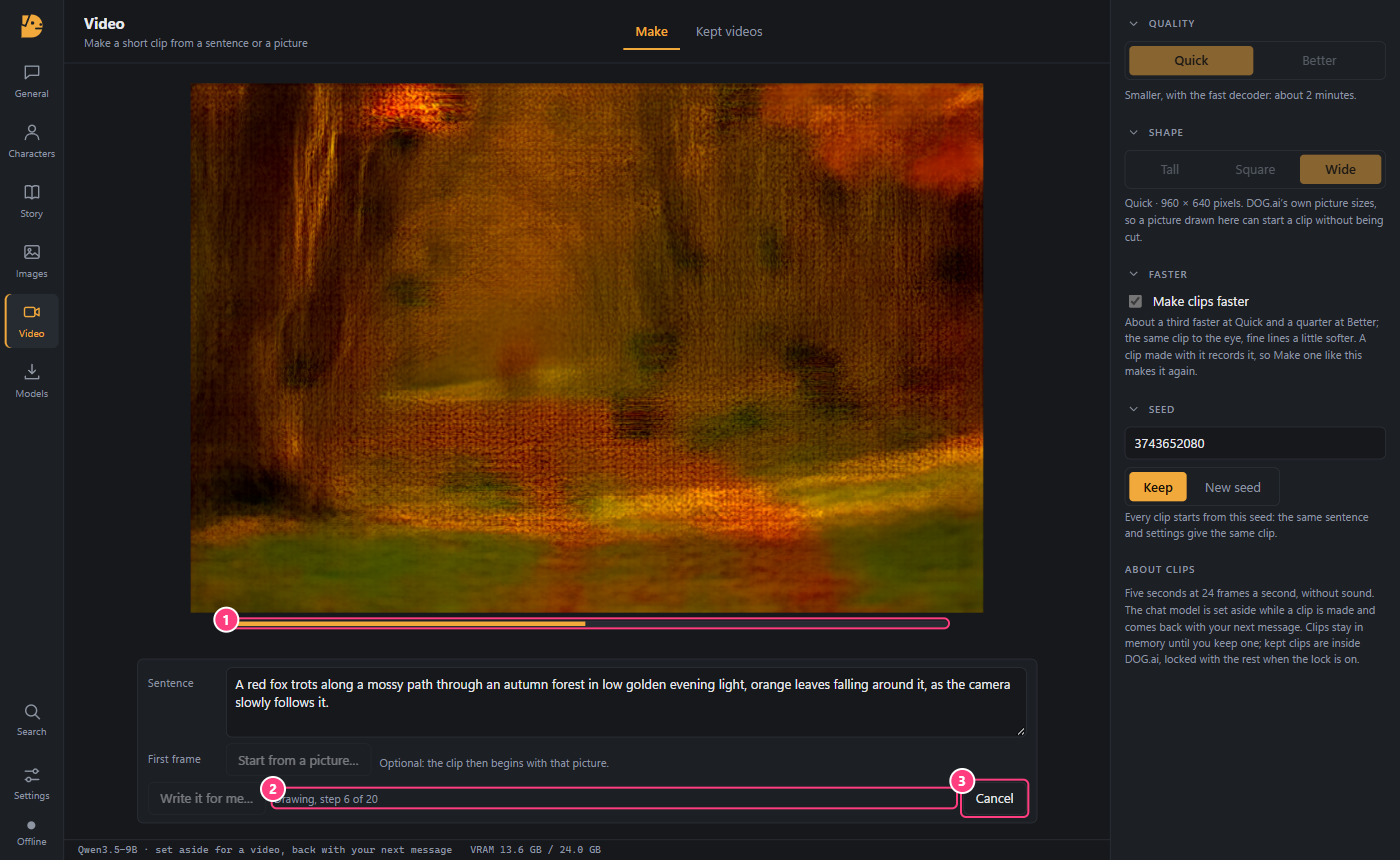 Video
Make a short clip from a sentence or a picture
Make
Kept videos
General
Characters
Story
Images
Video
Models
Search
Settings
Offline
1
Sentence
A red fox trots along a mossy path through an autumn forest in low golden evening light, orange leaves falling around it, as the camera
slowly follows it.
First frame
Start from a picture...
Optional: the clip then begins with that picture.
Write it for me...
2
rawing, step 6 of 20
3
Cancel
Qwen3.5-9B · set aside for a video, back with your next message
VRAM 13.6 GB / 24.0 GB
QUALITY
Quick
Better
Smaller, with the fast decoder: about 2 minutes.
SHAPE
Tall
Square
Wide
Quick · 960 × 640 pixels. DOG.ai's own picture sizes,
so a picture drawn here can start a clip without being
cut.
FASTER
Make clips faster
About a third faster at Quick and a quarter at Better;
the same clip to the eye, fine lines a little softer. A
clip made with it records it, so Make one like this
makes it again.
SEED
3743652080
Keep
New seed
Every clip starts from this seed: the same sentence
and settings give the same clip.
ABOUT CLIPS
Five seconds at 24 frames a second, without sound.
The chat model is set aside while a clip is made and
comes back with your next message. Clips stay in
memory until you keep one; kept clips are inside
DOG.ai, locked with the rest when the lock is on.